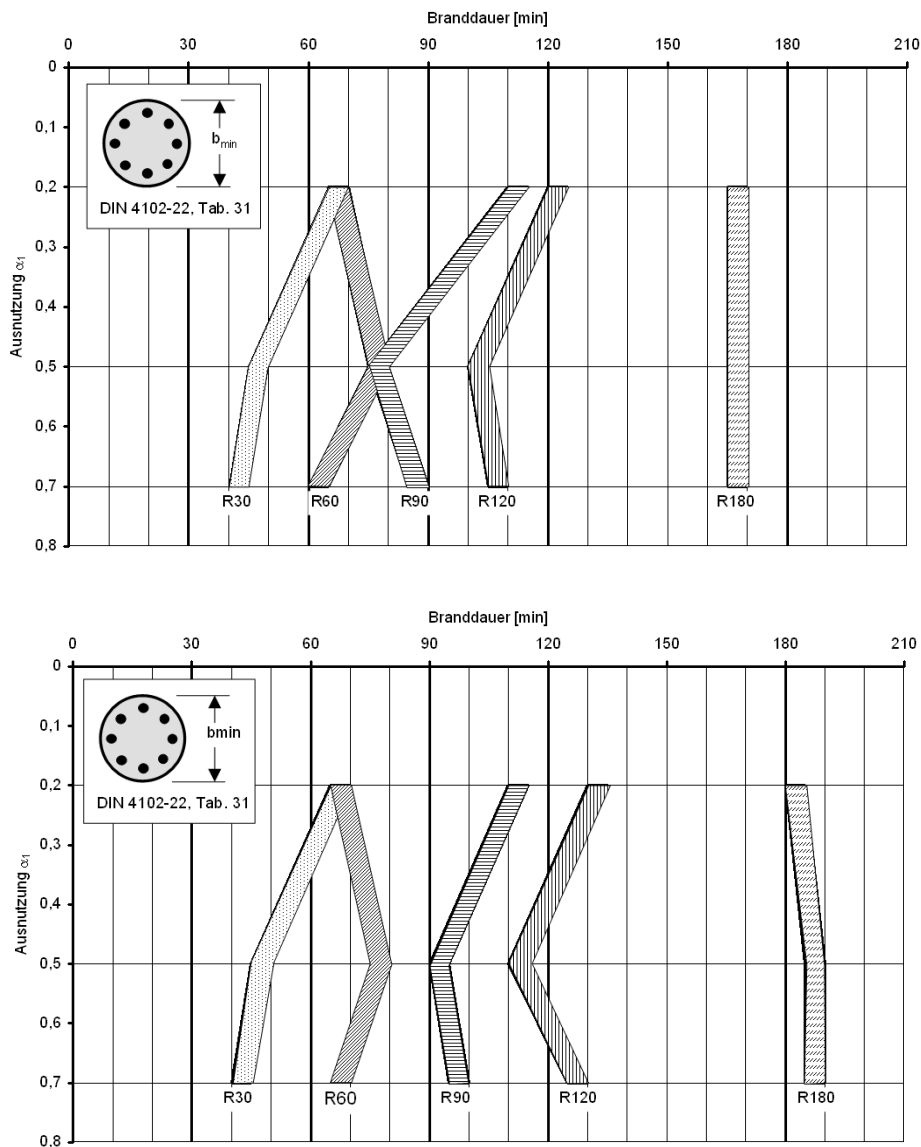 Branddauer [min]
0 30 60 90 120 150 180 210
0
0,1
0,2
0,3
0,4
0,5
0,6
0,7
0,8
Ausnutzung α1
bmin
DIN 4102-22, Tab. 31
R30 R60 R90 R120 R180
Branddauer [min]
0 30 60 90 120 150 180 210
0
0,1
0,2
0,3
0,4
0,5
0,6
0,7
0.8
Ausnutzung α1
bmin
DIN 4102-22, Tab. 31
R30 R60 R90 R120 R180